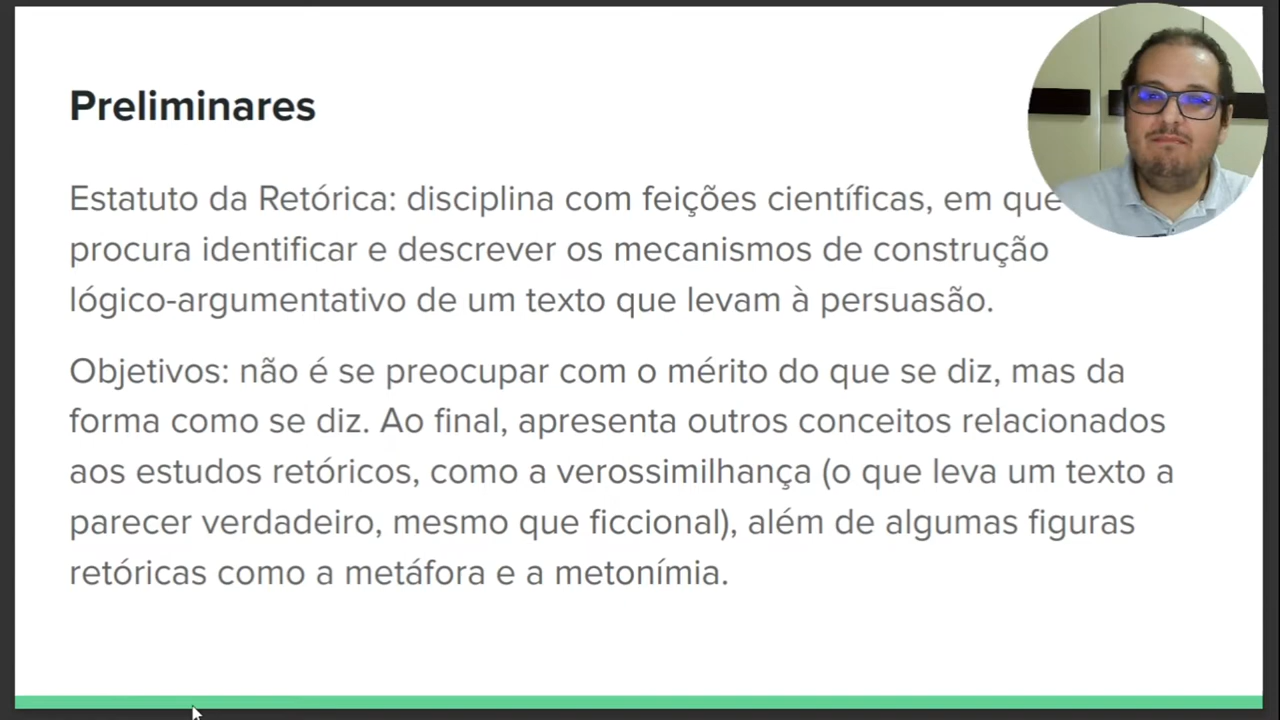 Preliminares
Estatuto da Retórica: disciplina com feições científicas, em que
procura identificar e descrever os mecanismos de construção
lógico-argumentativo de um texto que levam à persuasão.
Objetivos: não é se preocupar com o mérito do que se diz, mas da
forma como se diz. Ao final, apresenta outros conceitos relacionados
aos estudos retóricos, como a verossimilhança (o que leva um texto a
parecer verdadeiro, mesmo que ficcional), além de algumas figuras
retóricas como a metáfora e a metonímia.